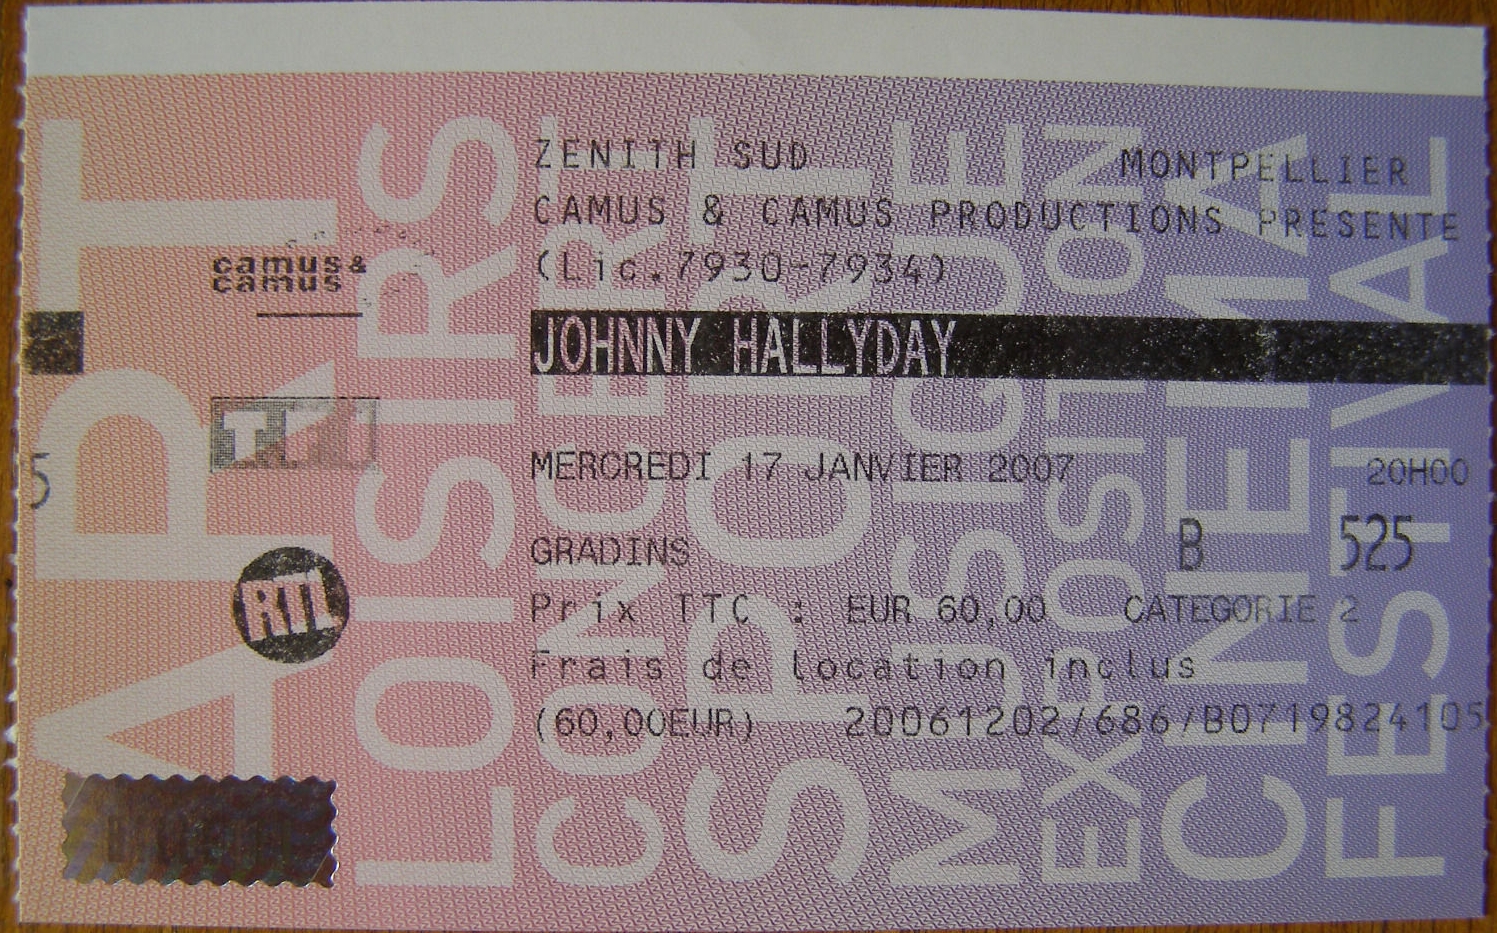 ZENITH SUD MONTPELLIER
CAMUS & CAMUS PRODUCTIONS PRESENTE
(Lic.7930-7934)
camus &
camus
JOHNNY HALLYDAY
MERCREDI 17 JANVIER 2007 20H00
5
GRADINS B 525
RTL
Prix TTC : EUR 60,00 CATEGORIE 2
Frais de location inclus
(60,00EUR) 20061202/686/B0719824105
ART
LOISIRS
CONCERT
SPORT
MUSIQUE
EXPOSITION
CINEMA
FESTIVAL